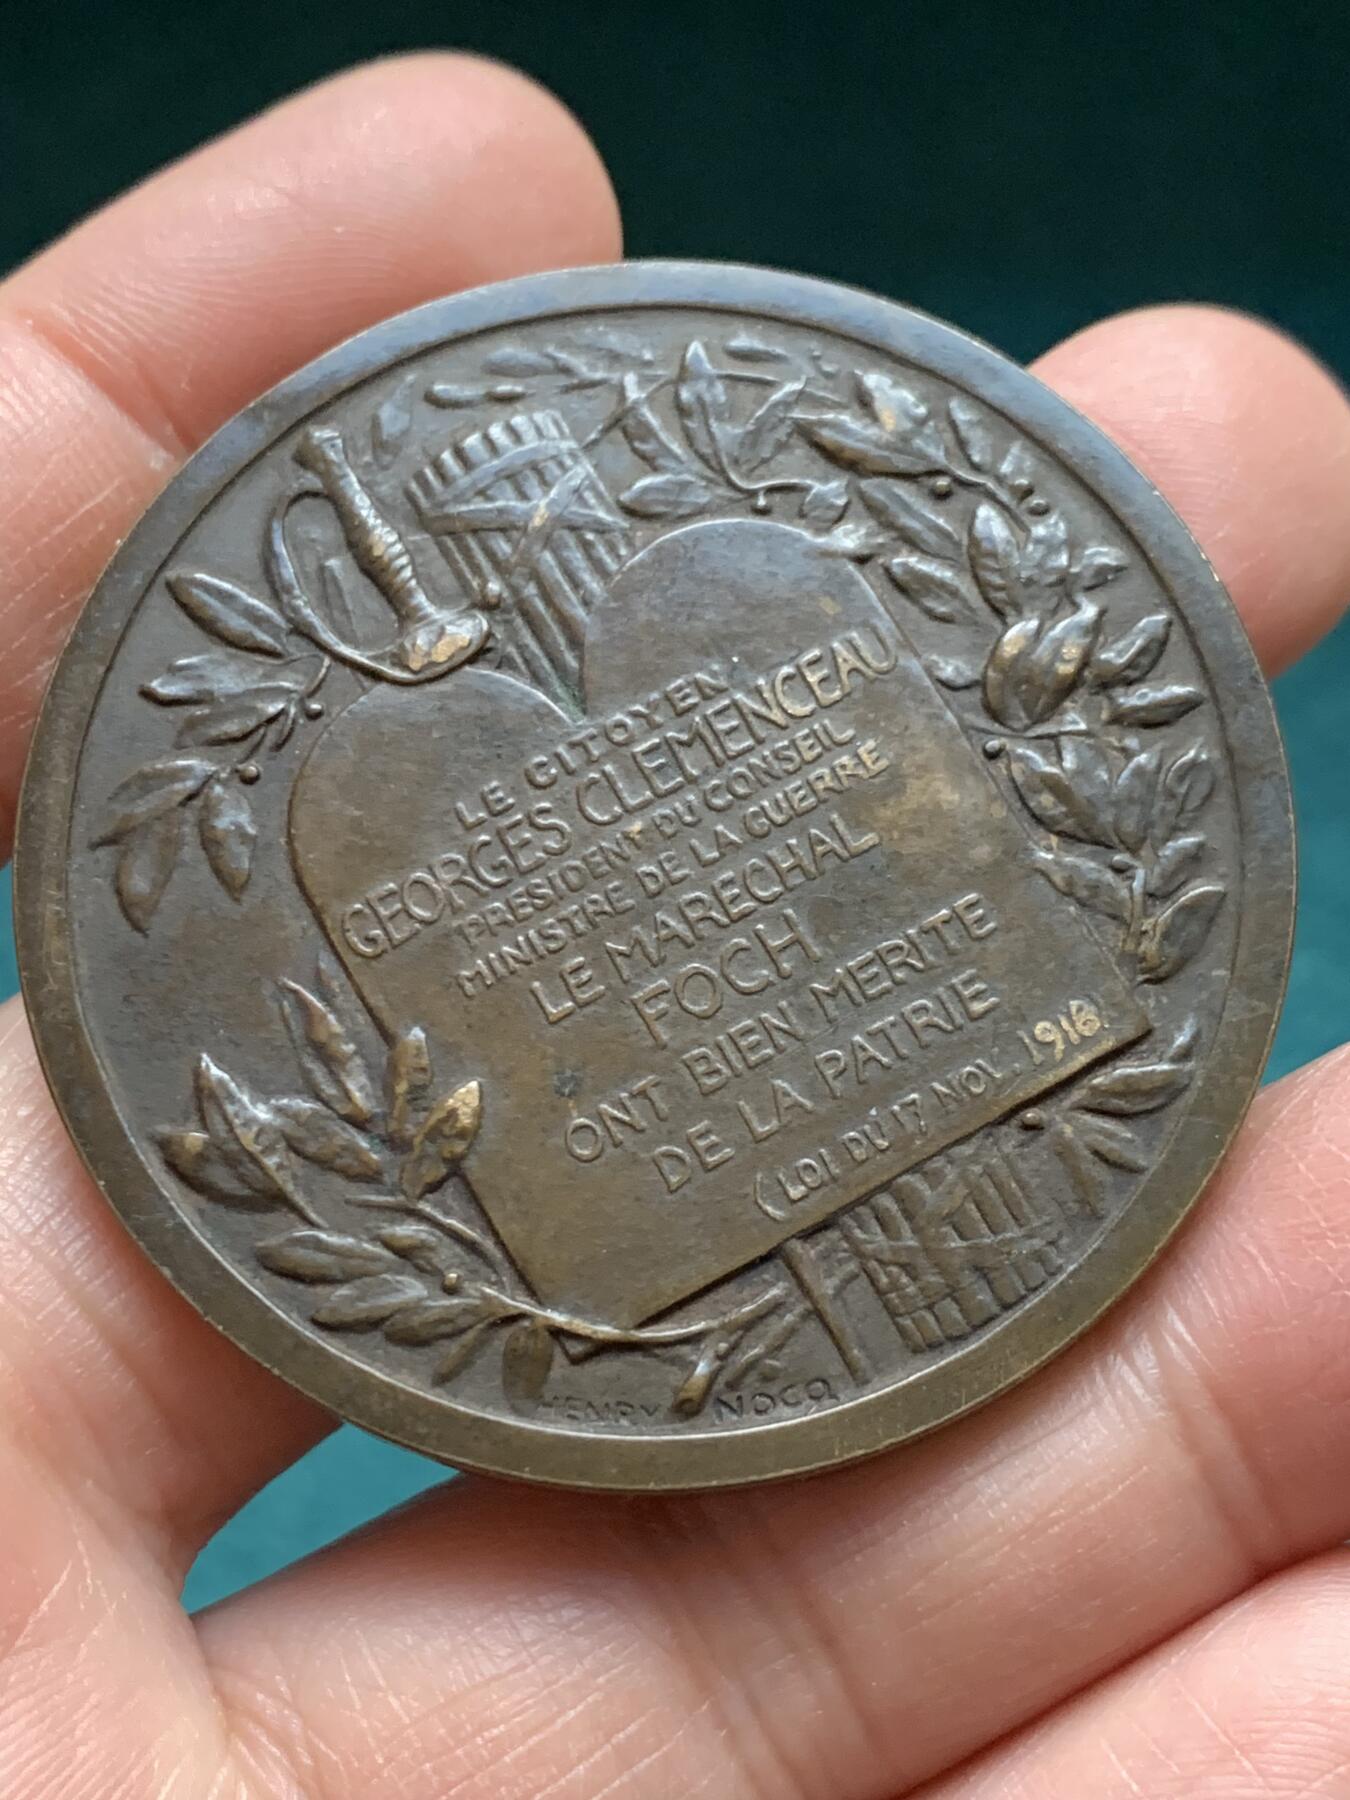 LE CITOYEN
GEORGES CLEMENCEAU
PRESIDENT DU CONSEIL
MINISTRE DE LA GUERRE
LE MARECHAL
FOCH
ONT BIEN MERITE
DE LA PATRIE
(LOI DU 17 NOV. 1918)
HENRY NOCQ